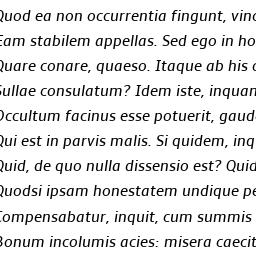 Quod ea non occurrentia fingunt, vinc
Eam stabilem appellas. Sed ego in ho
Quare conare, quaeso. Itaque ab his o
Sullae consulatum? Idem iste, inquam
Occultum facinus esse potuerit, gaud
Qui est in parvis malis. Si quidem, inq
Quid, de quo nulla dissensio est? Quid
Quodsi ipsam honestatem undique pe
Compensabatur, inquit, cum summis
Bonum incolumis acies: misera caecit